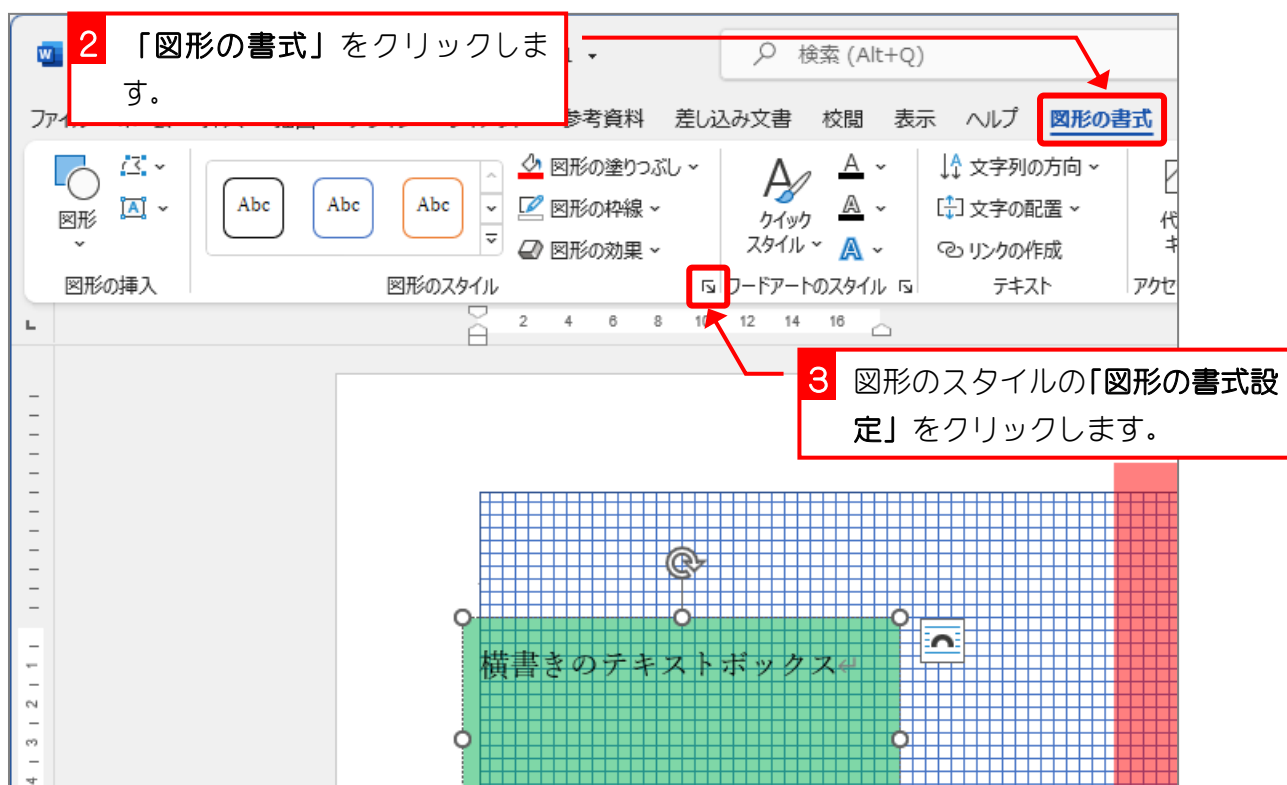 2 「図形の書式」をクリックしま
す。
検索 (Alt+Q)
参考資料 差し込み文書 校閲 表示 ヘルプ 図形の書式
図形
Abc Abc Abc
図形の塗りつぶし
図形の枠線
図形の効果
クイック
スタイル
文字列の方向
文字の配置
リンクの作成
図形の挿入 図形のスタイル ワードアートのスタイル テキスト アクセ
2 4 6 8 10 12 14 16
3 図形のスタイルの「図形の書式設
定」をクリックします。
横書きのテキストボックス
1
2
3
4